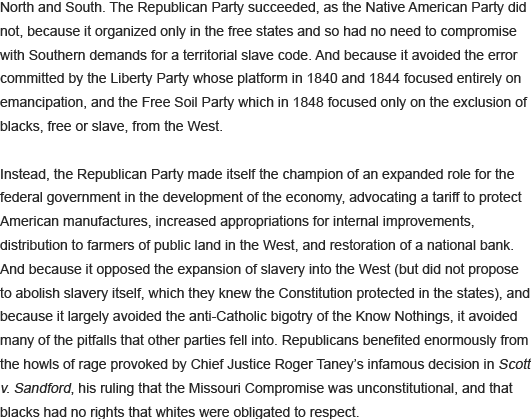 North and South. The Republican Party succeeded, as the Native American Party did
not, because it organized only in the free states and so had no need to compromise
with Southern demands for a territorial slave code. And because it avoided the error
committed by the Liberty Party whose platform in 1840 and 1844 focused entirely on
emancipation, and the Free Soil Party which in 1848 focused only on the exclusion of
blacks, free or slave, from the West.
Instead, the Republican Party made itself the champion of an expanded role for the
federal government in the development of the economy, advocating a tariff to protect
American manufactures, increased appropriations for internal improvements,
distribution to farmers of public land in the West, and restoration of a national bank.
And because it opposed the expansion of slavery into the West (but did not propose
to abolish slavery itself, which they knew the Constitution protected in the states), and
because it largely avoided the anti-Catholic bigotry of the Know Nothings, it avoided
many of the pitfalls that other parties fell into. Republicans benefited enormously from
the howls of rage provoked by Chief Justice Roger Taney’s infamous decision in Scott
v. Sandford, his ruling that the Missouri Compromise was unconstitutional, and that
blacks had no rights that whites were obligated to respect.